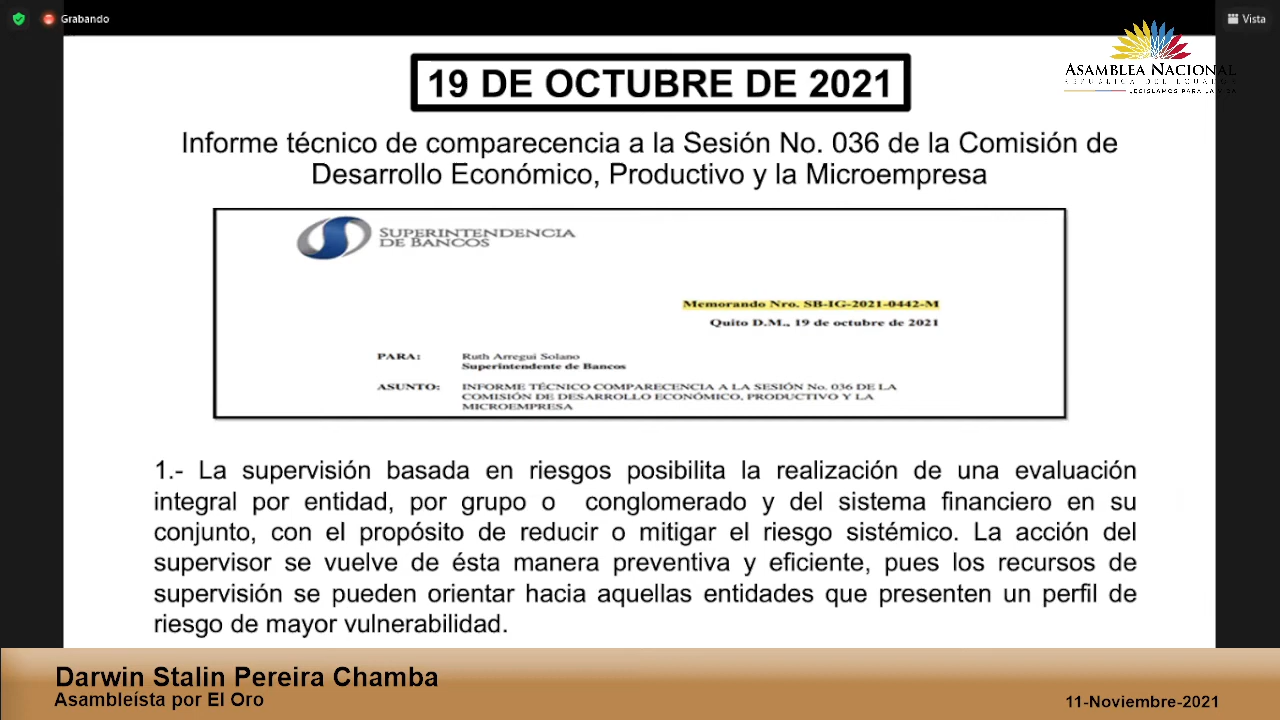 Grabando
Vista
ASAMBLEA NACIONAL
REPÚBLICA DEL ECUADOR
LEGISLAMOS PARA LA VIDA
19 DE OCTUBRE DE 2021
Informe técnico de comparecencia a la Sesión No. 036 de la Comisión de
Desarrollo Económico, Productivo y la Microempresa
SUPERINTENDENCIA
DE BANCOS
Memorando Nro. SB-IG-2021-0442-M
Quito D.M., 19 de octubre de 2021
PARA: Ruth Arregui Solano
Superintendente de Bancos
ASUNTO: INFORME TÉCNICO COMPARECENCIA A LA SESIÓN No. 036 DE LA
COMISIÓN DE DESARROLLO ECONÓMICO, PRODUCTIVO Y LA
MICROEMPRESA
1.- La supervisión basada en riesgos posibilita la realización de una evaluación
integral por entidad, por grupo o conglomerado y del sistema financiero en su
conjunto, con el propósito de reducir o mitigar el riesgo sistémico. La acción del
supervisor se vuelve de ésta manera preventiva y eficiente, pues los recursos de
supervisión se pueden orientar hacia aquellas entidades que presenten un perfil de
riesgo de mayor vulnerabilidad.
Darwin Stalin Pereira Chamba
Asambleísta por El Oro
11-Noviembre-2021